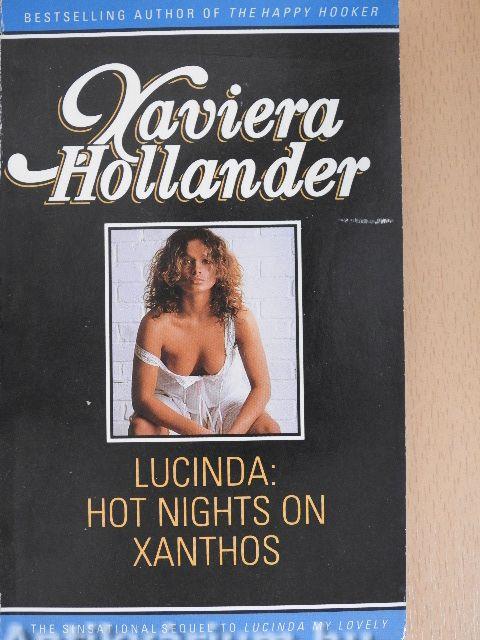 BESTSELLING AUTHOR OF THE HAPPY HOOKER
Xaviera
Hollander
LUCINDA:
HOT NIGHTS ON
XANTHOS
THE SINSATIONAL SEQUEL TO LUCINDA MY LOVELY